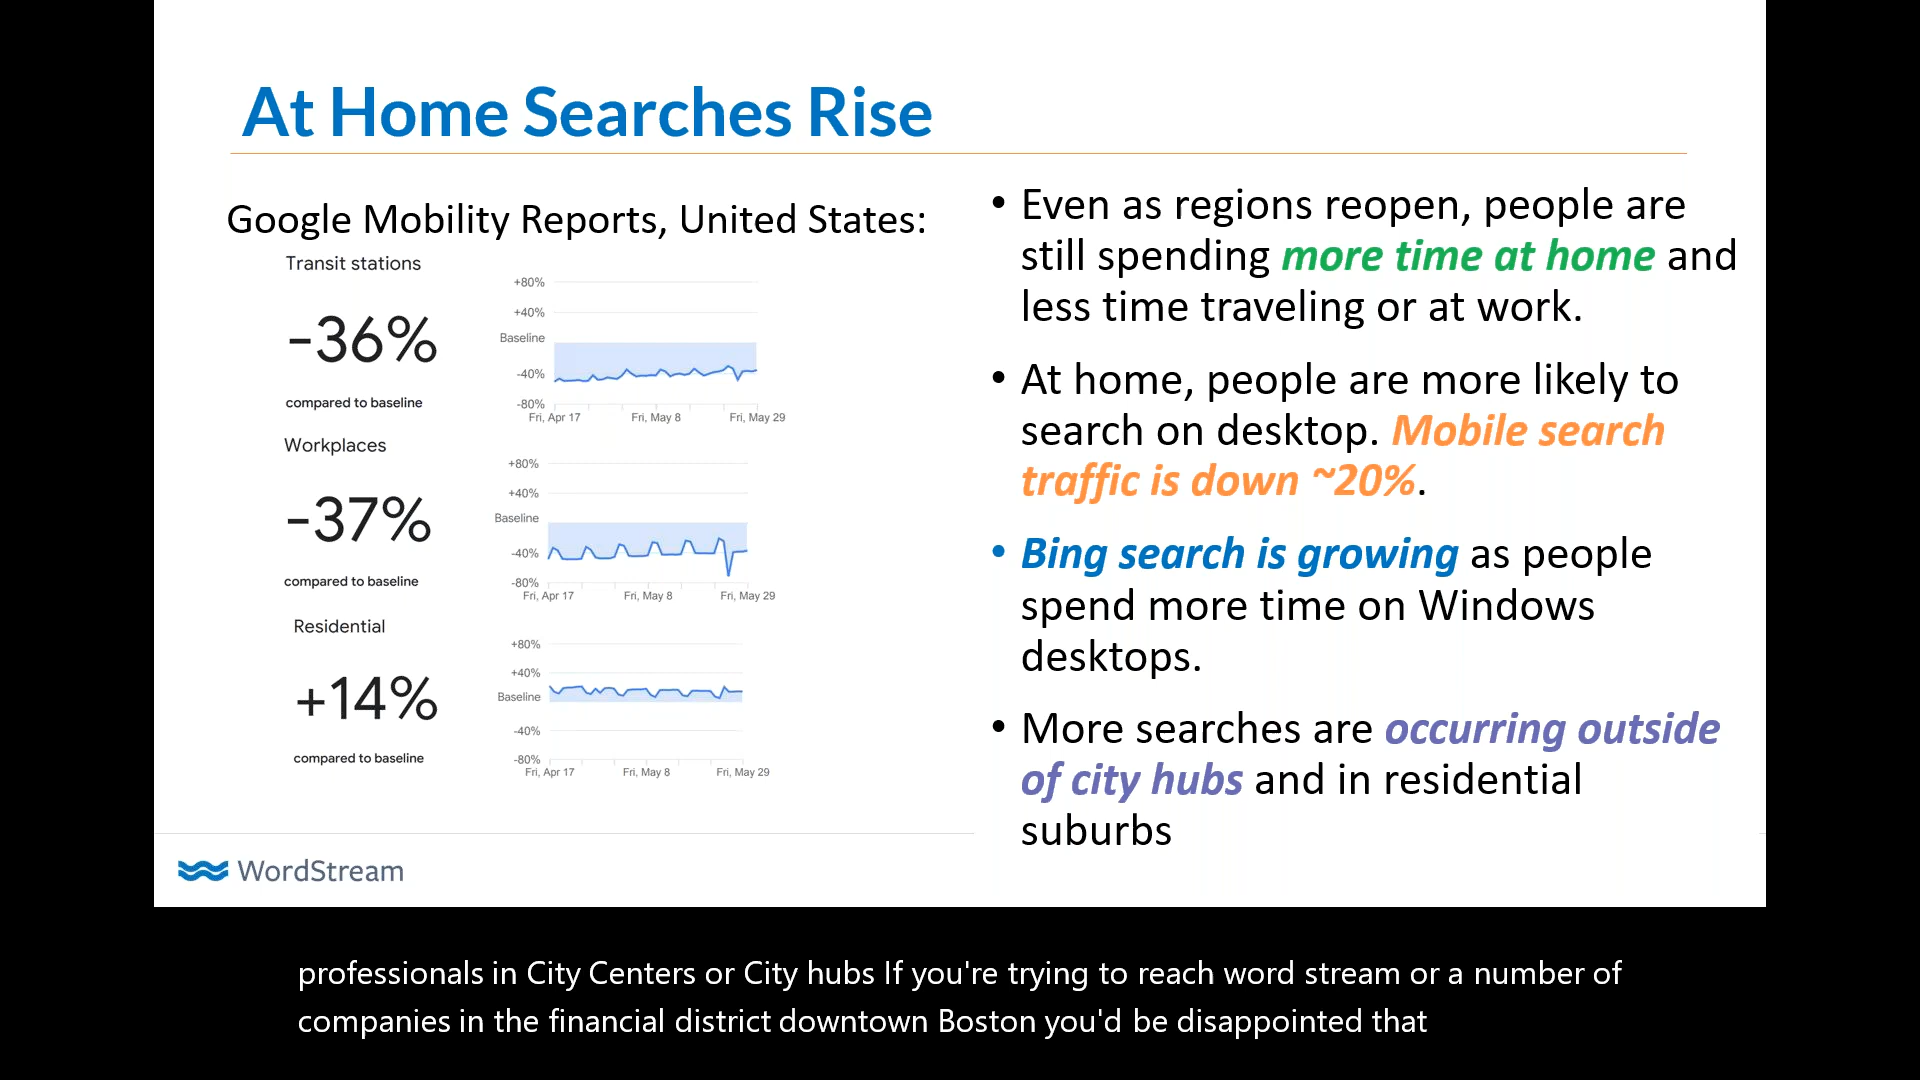 At Home Searches Rise
Google Mobility Reports, United States:
Transit stations
-36%
compared to baseline
+80%
+40%
Baseline
-40%
-80%
Fri, Apr 17
Fri, May 8
Fri, May 29
Workplaces
-37%
compared to baseline
+80%
+40%
Baseline
-40%
-80%
Fri, Apr 17
Fri, May 8
Fri, May 29
Residential
+14%
compared to baseline
+80%
+40%
Baseline
-40%
-80%
Fri, Apr 17
Fri, May 8
Fri, May 29
• Even as regions reopen, people are
still spending more time at home and
less time traveling or at work.
• At home, people are more likely to
search on desktop. Mobile search
traffic is down ~20%.
• Bing search is growing as people
spend more time on Windows
desktops.
• More searches are occurring outside
of city hubs and in residential
suburbs
WordStream
professionals in City Centers or City hubs If you're trying to reach word stream or a number of
companies in the financial district downtown Boston you'd be disappointed that